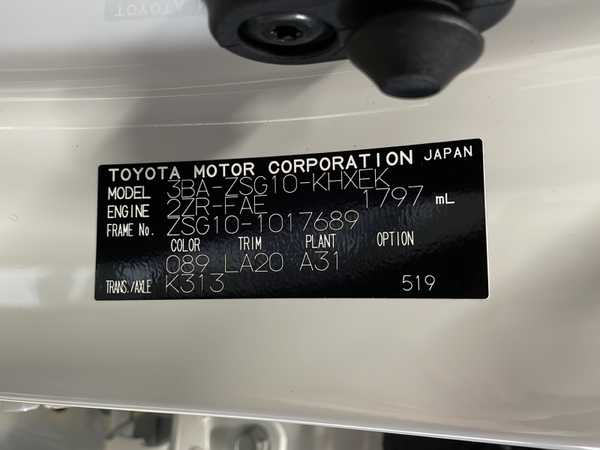 TOYOTA MOTOR CORPORATION JAPAN
MODEL 3BA-ZSG10-KHXEK
ENGINE 2ZR-FAE 1797 mL
FRAME No. ZSG10-1017689
COLOR TRIM PLANT OPTION
089 LA20 A31
TRANS./AXLE K313 519